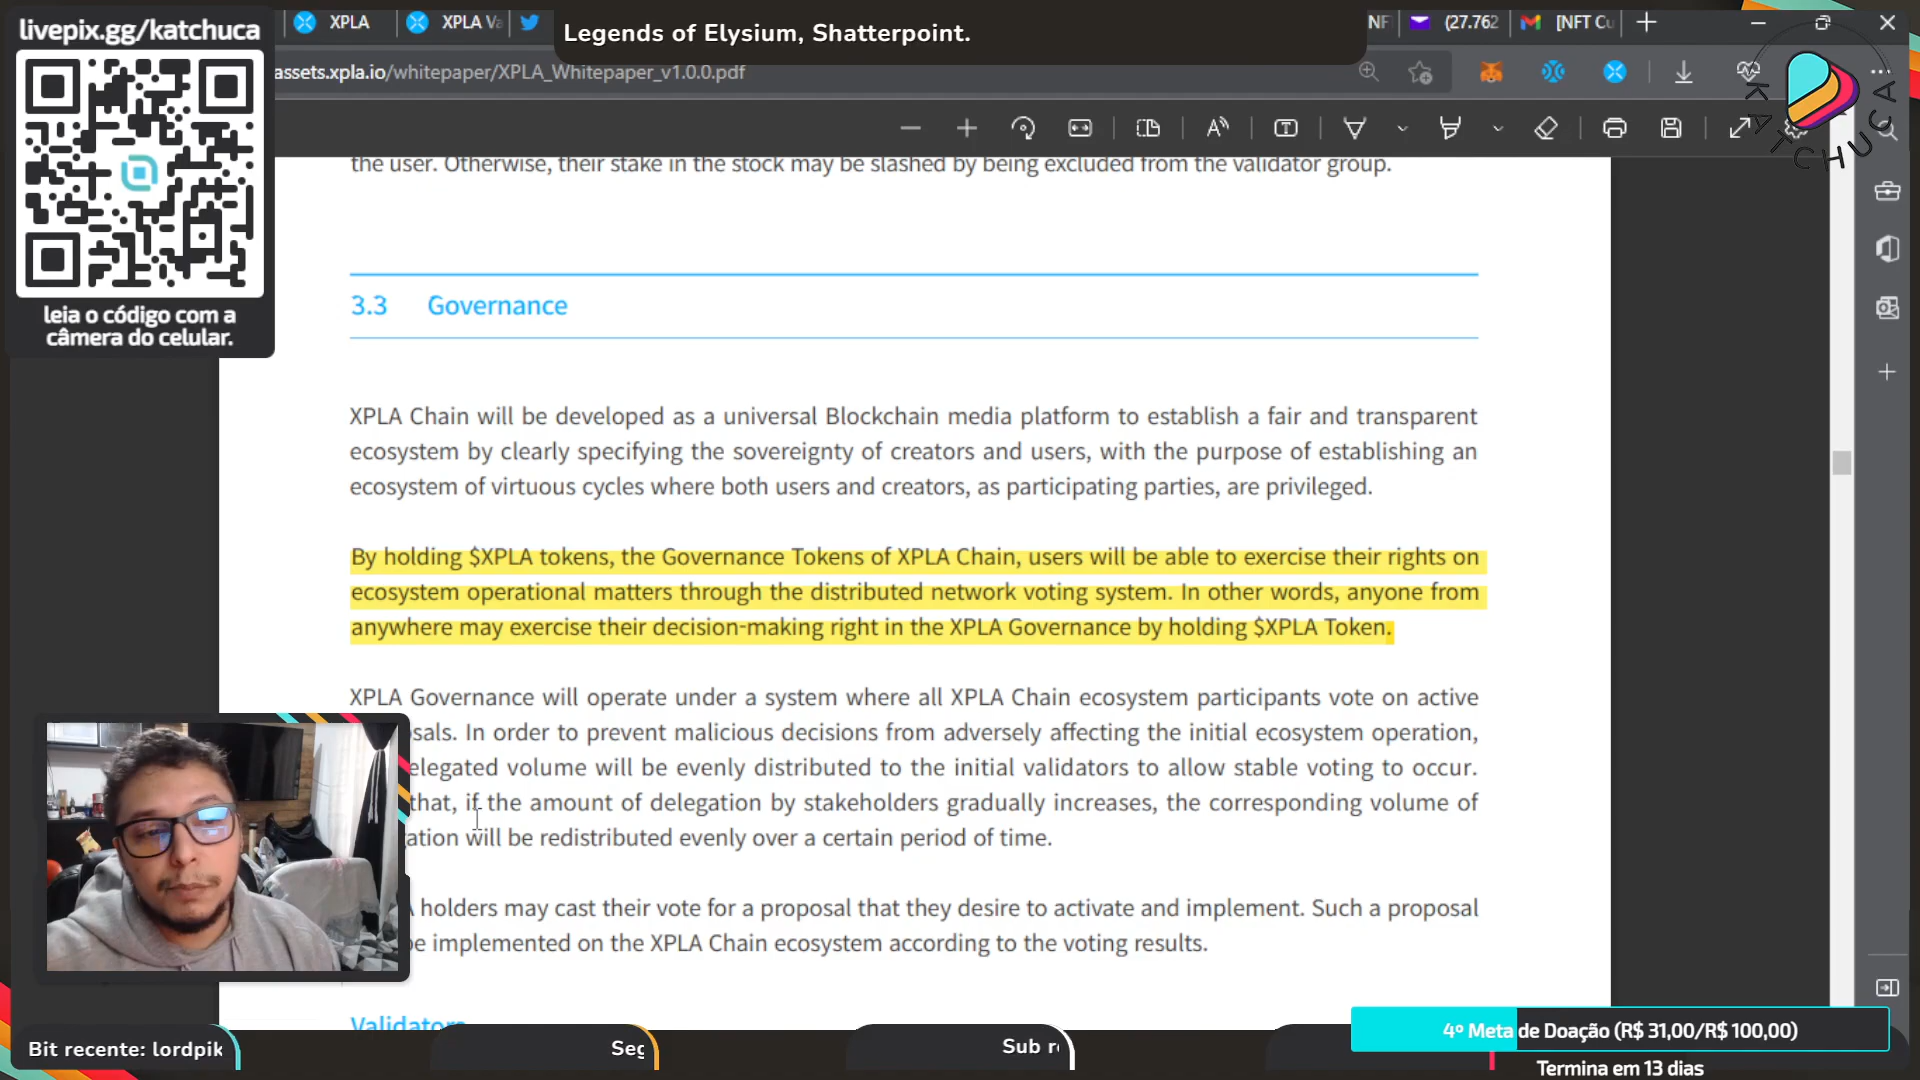 livepix.gg/katchuca
leia o código com a
câmera do celular.
XPLA
XPLA Va
Legends of Elysium, Shatterpoint.
NF
(27.762
[NFT Cu
assets.xpla.io/whitepaper/XPLA_Whitepaper_v1.0.0.pdf
KATCHUCA
the user. Otherwise, their stake in the stock may be slashed by being excluded from the validator group.
3.3 Governance
XPLA Chain will be developed as a universal Blockchain media platform to establish a fair and transparent
ecosystem by clearly specifying the sovereignty of creators and users, with the purpose of establishing an
ecosystem of virtuous cycles where both users and creators, as participating parties, are privileged.
By holding $XPLA tokens, the Governance Tokens of XPLA Chain, users will be able to exercise their rights on
ecosystem operational matters through the distributed network voting system. In other words, anyone from
anywhere may exercise their decision-making right in the XPLA Governance by holding $XPLA Token.
XPLA Governance will operate under a system where all XPLA Chain ecosystem participants vote on active
sals. In order to prevent malicious decisions from adversely affecting the initial ecosystem operation,
elegated volume will be evenly distributed to the initial validators to allow stable voting to occur.
that, if the amount of delegation by stakeholders gradually increases, the corresponding volume of
ation will be redistributed evenly over a certain period of time.
A holders may cast their vote for a proposal that they desire to activate and implement. Such a proposal
be implemented on the XPLA Chain ecosystem according to the voting results.
Validators
Bit recente: lordpik
Seg
Sub r
4º Meta de Doação (R$ 31,00/R$ 100,00)
Termina em 13 dias